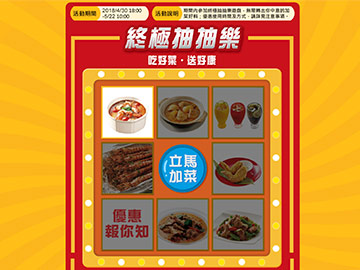 活動期間
2018/4/30 18:00
-5/22 10:00
活動說明
終極抽抽樂
吃好菜·送好康
立馬
加菜
優惠
報你知